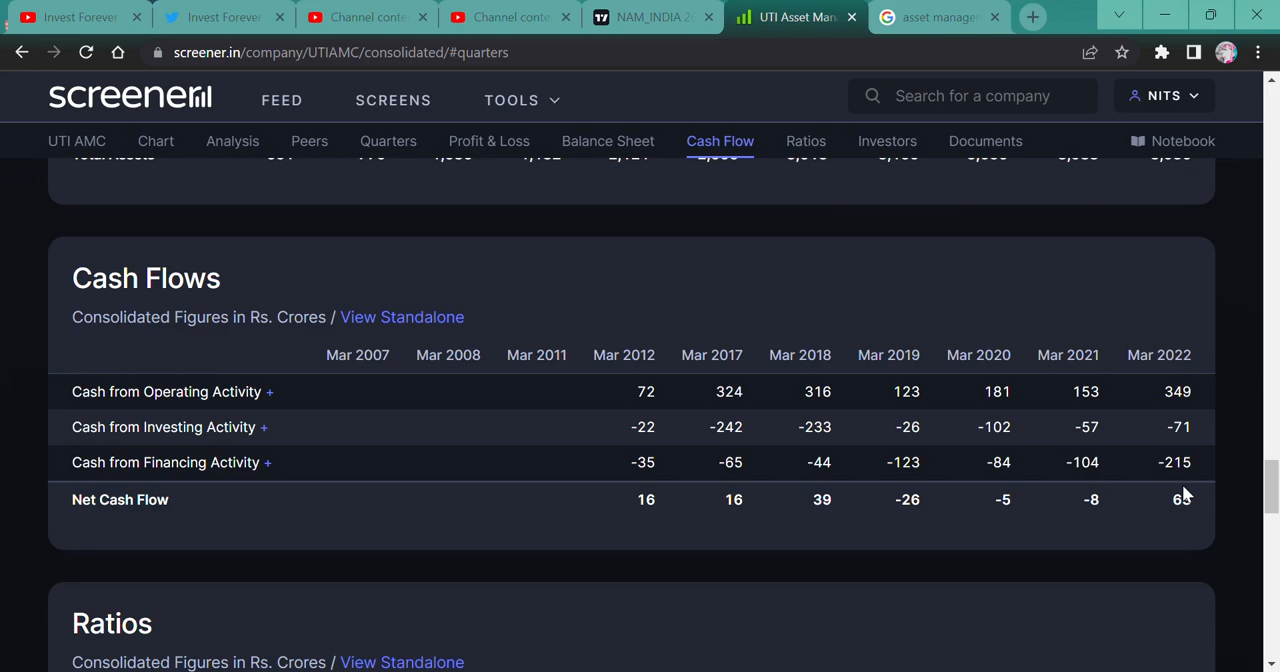 Invest Forever
Invest Forever
Channel conte
Channel conte
NAM_INDIA 2
UTI Asset Man
asset manager
screener.in/company/UTIAMC/consolidated/#quarters
screener
FEED
SCREENS
TOOLS
Search for a company
NITS
UTI AMC
Chart
Analysis
Peers
Quarters
Profit & Loss
Balance Sheet
Cash Flow
Ratios
Investors
Documents
Notebook
Total Assets
Cash Flows
Consolidated Figures in Rs. Crores / View Standalone
Mar 2007 Mar 2008 Mar 2011 Mar 2012 Mar 2017 Mar 2018 Mar 2019 Mar 2020 Mar 2021 Mar 2022
Cash from Operating Activity + 72 324 316 123 181 153 349
Cash from Investing Activity + -22 -242 -233 -26 -102 -57 -71
Cash from Financing Activity + -35 -65 -44 -123 -84 -104 -215
Net Cash Flow 16 16 39 -26 -5 -8
Ratios
Consolidated Figures in Rs. Crores / View Standalone